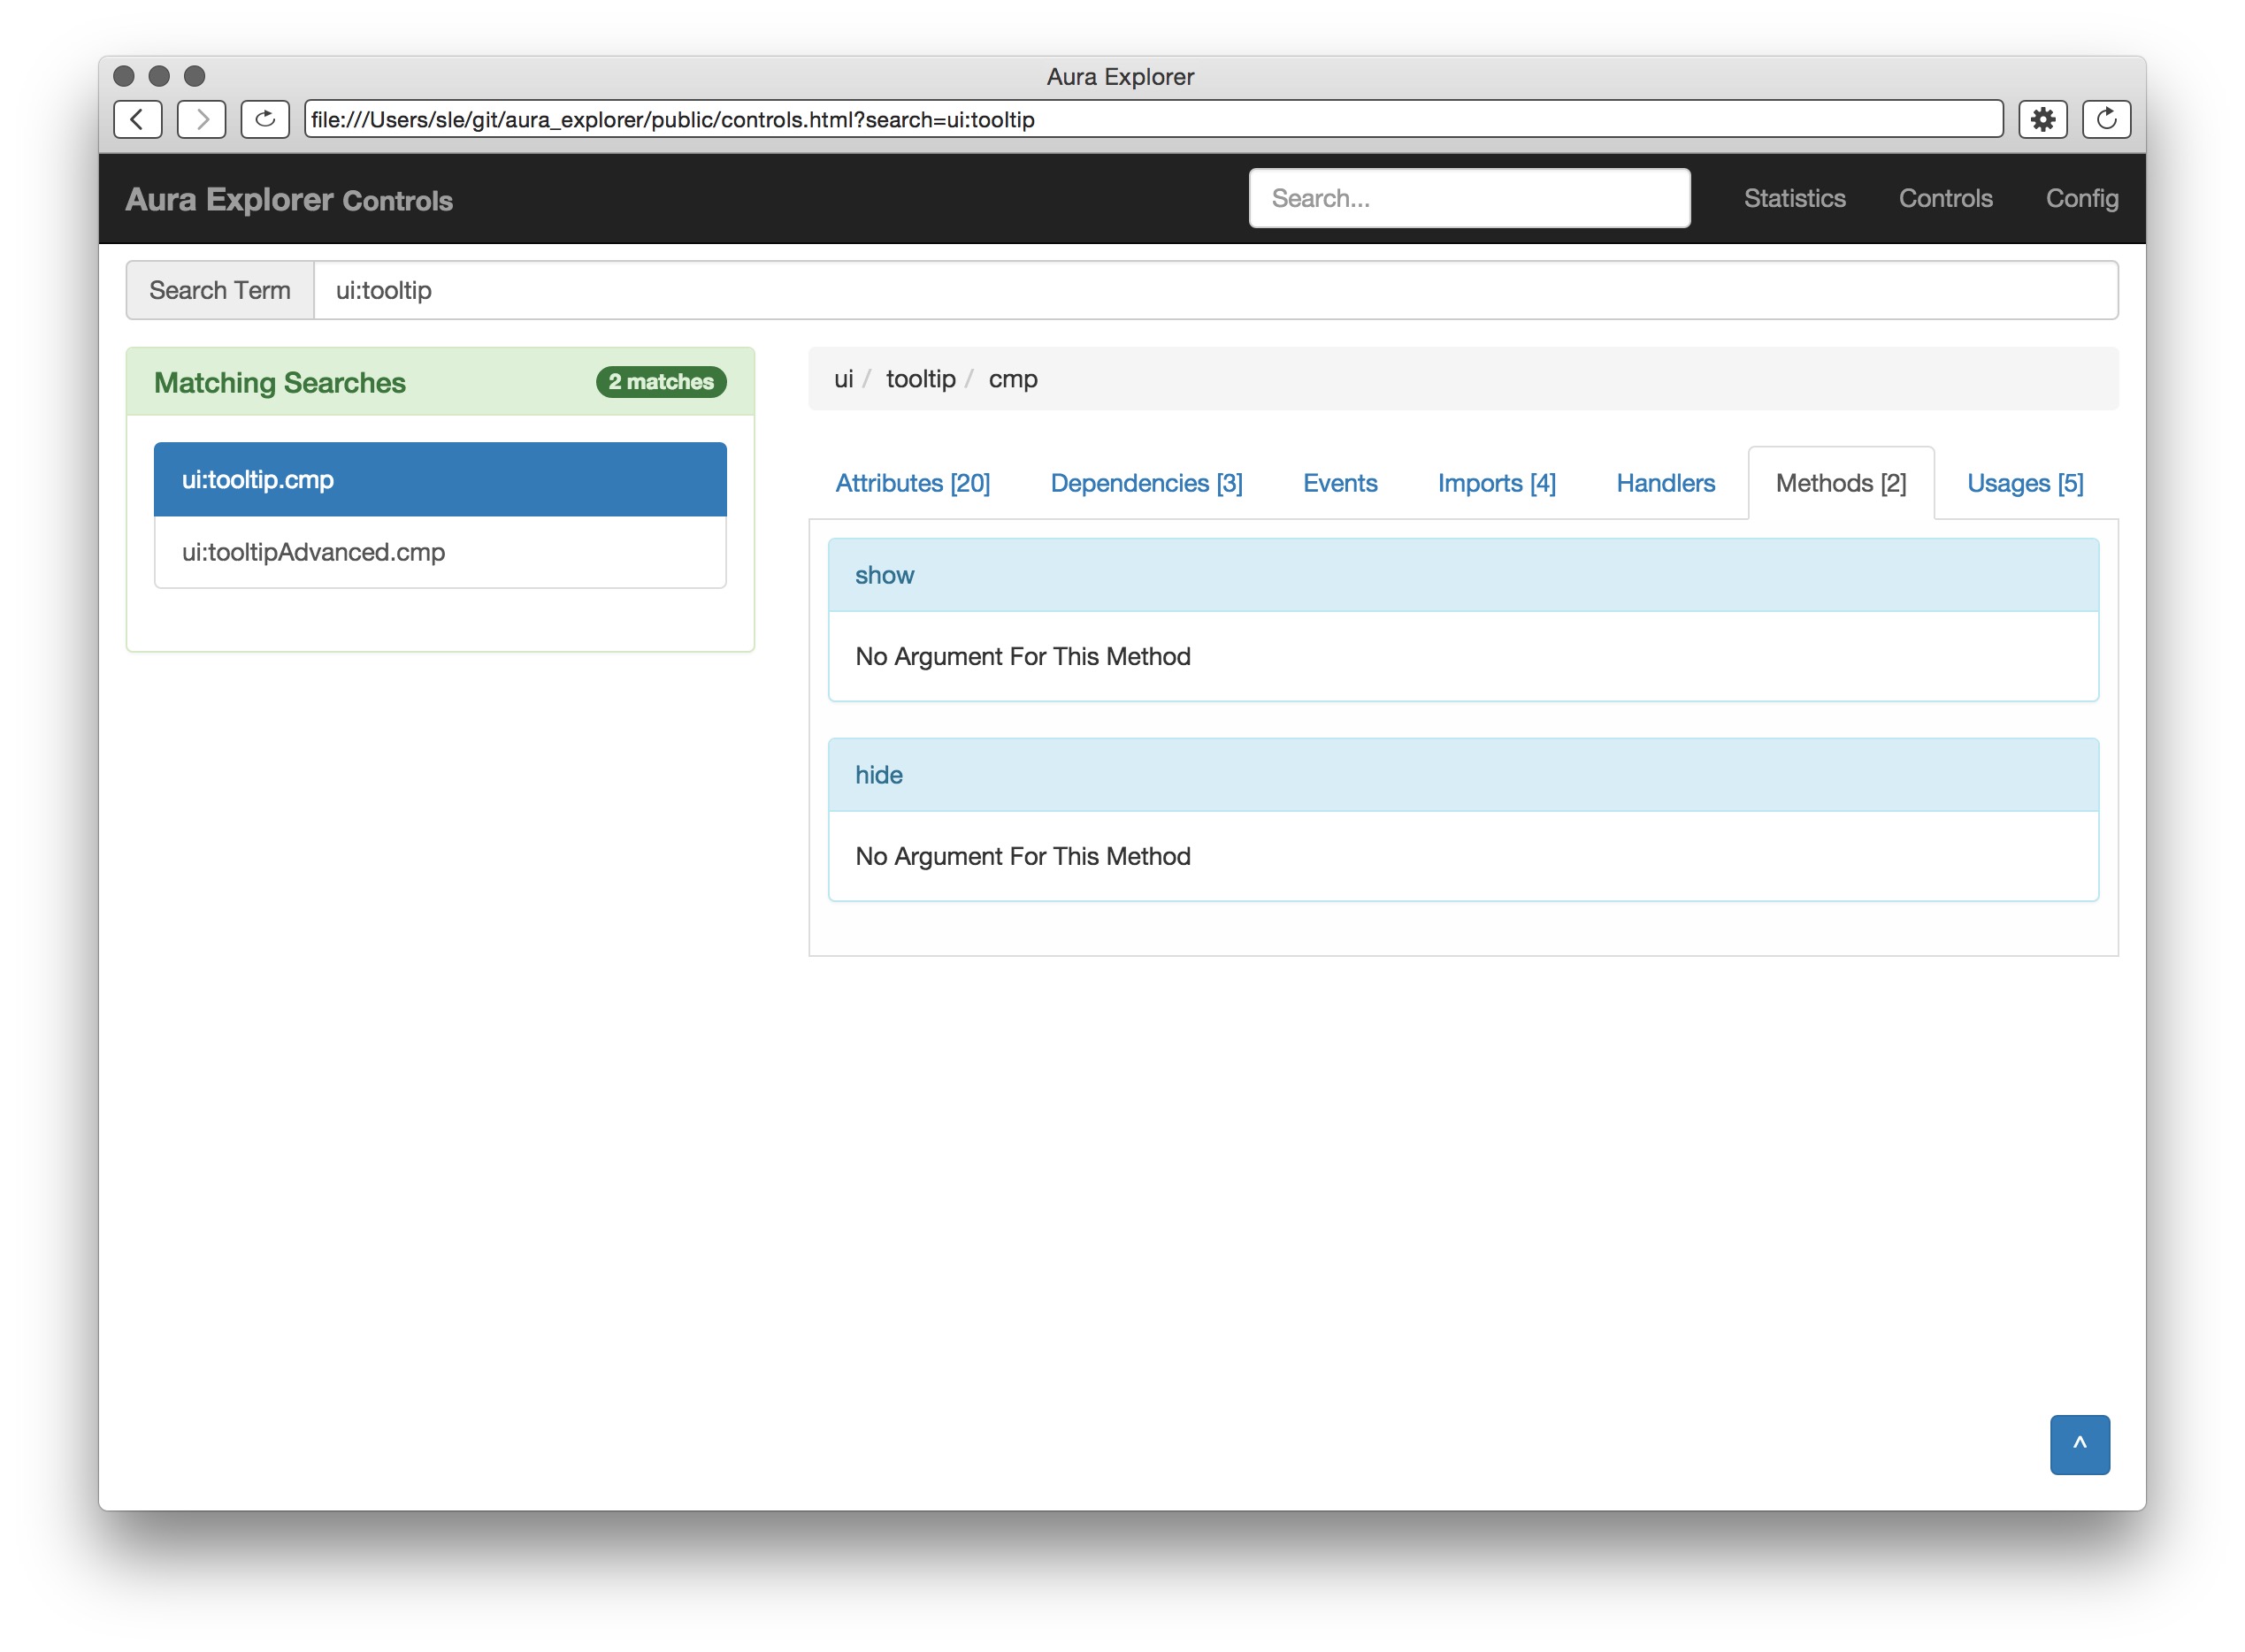 Aura Explorer
file:///Users/sle/git/aura_explorer/public/controls.html?search=ui:tooltip
Aura Explorer Controls
Search...
Statistics
Controls
Config
Search Term
ui:tooltip
Matching Searches
2 matches
ui:tooltip.cmp
ui:tooltipAdvanced.cmp
ui / tooltip / cmp
Attributes [20]
Dependencies [3]
Events
Imports [4]
Handlers
Methods [2]
Usages [5]
show
No Argument For This Method
hide
No Argument For This Method
^